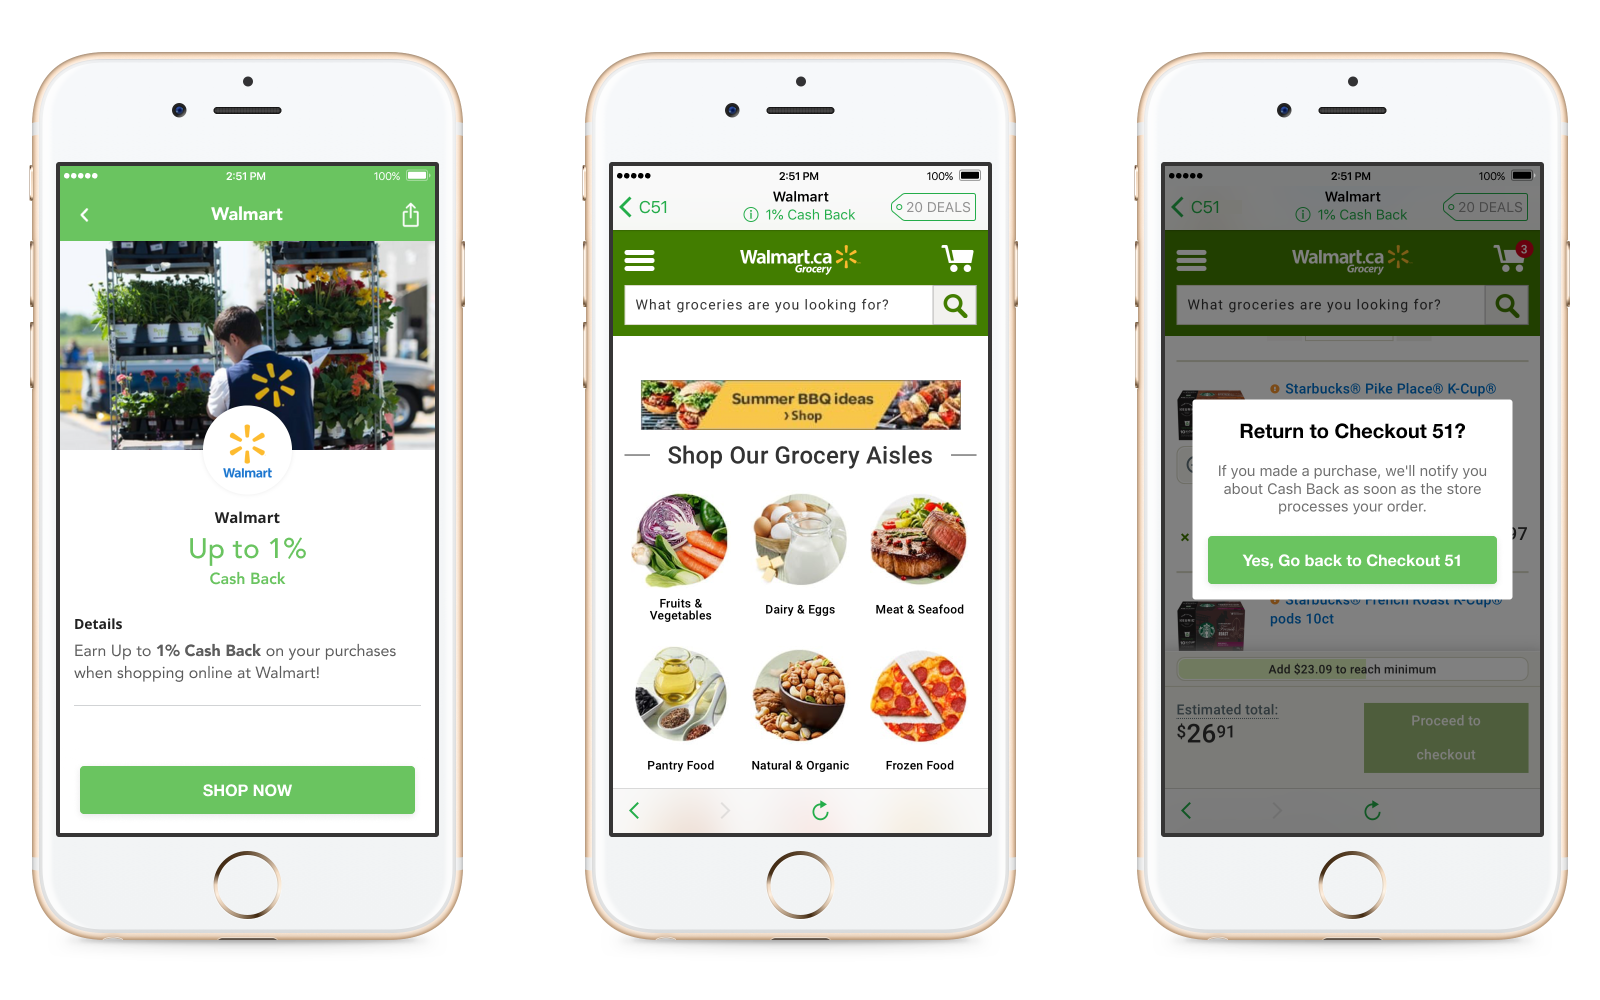 2:51 PM
100%
Walmart
Walmart
Walmart
Up to 1%
Cash Back
Details
Earn Up to 1% Cash Back on your purchases
when shopping online at Walmart!
SHOP NOW
2:51 PM
100%
C51
Walmart
1% Cash Back
20 DEALS
Walmart.ca
Grocery
What groceries are you looking for?
Summer BBQ ideas
› Shop
Shop Our Grocery Aisles
Fruits &
Vegetables
Dairy & Eggs
Meat & Seafood
Pantry Food
Natural & Organic
Frozen Food
2:51 PM
100%
C51
Walmart
1% Cash Back
20 DEALS
Walmart.ca
Grocery
3
What groceries are you looking for?
Starbucks® Pike Place® K-Cup®
Return to Checkout 51?
If you made a purchase, we'll notify you
about Cash Back as soon as the store
processes your order.
97
Yes, Go back to Checkout 51
Starbucks® French Roast K-Cup®
pods 10ct
Add $23.09 to reach minimum
Estimated total:
$26 91
Proceed to
checkout